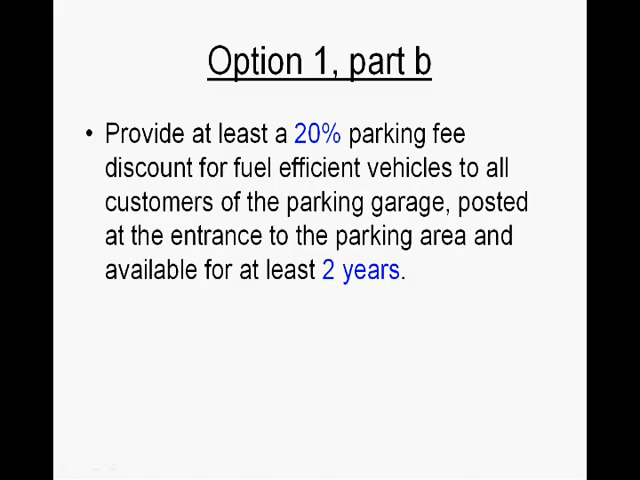 Option 1, part b
• Provide at least a 20% parking fee
discount for fuel efficient vehicles to all
customers of the parking garage, posted
at the entrance to the parking area and
available for at least 2 years.